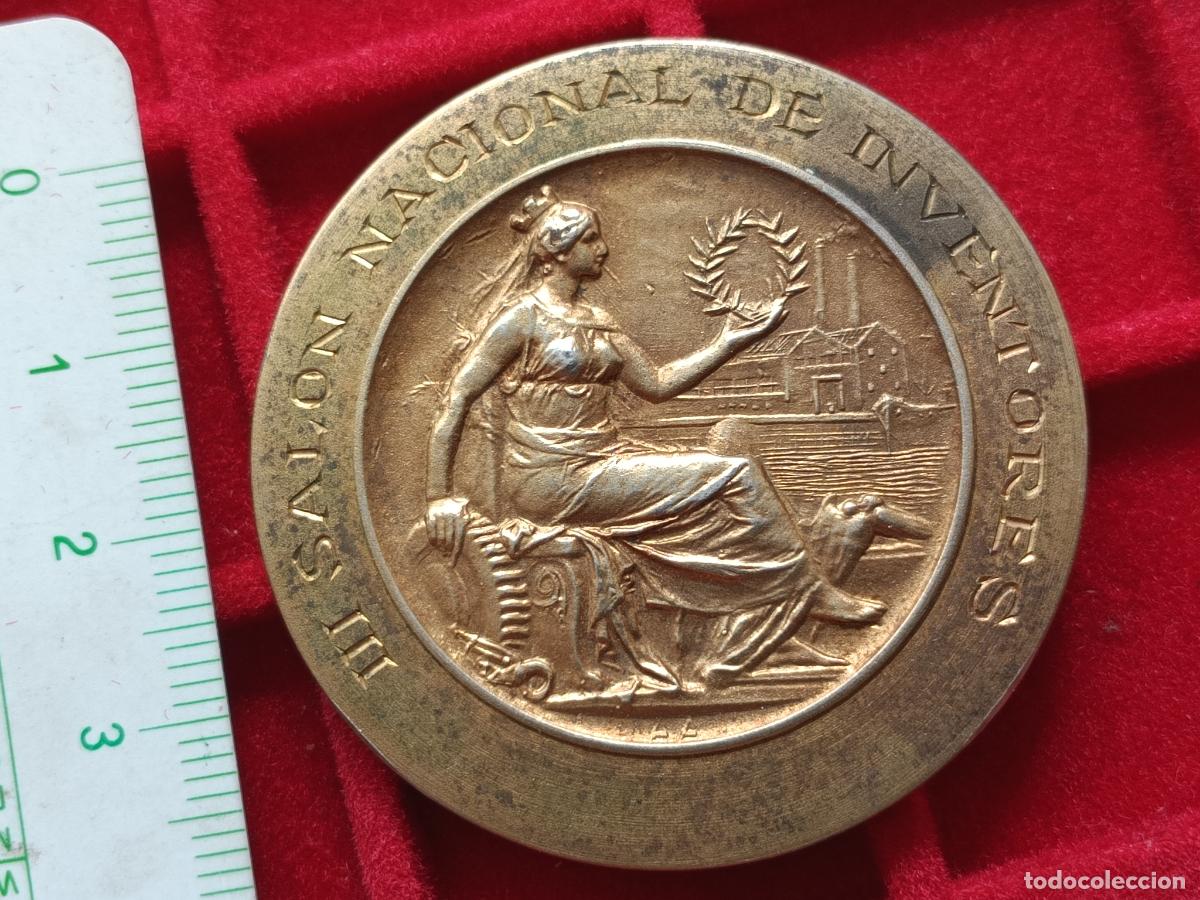 III SALON NACIONAL DE INVENTORES
0
1
2
3
todocoleccion